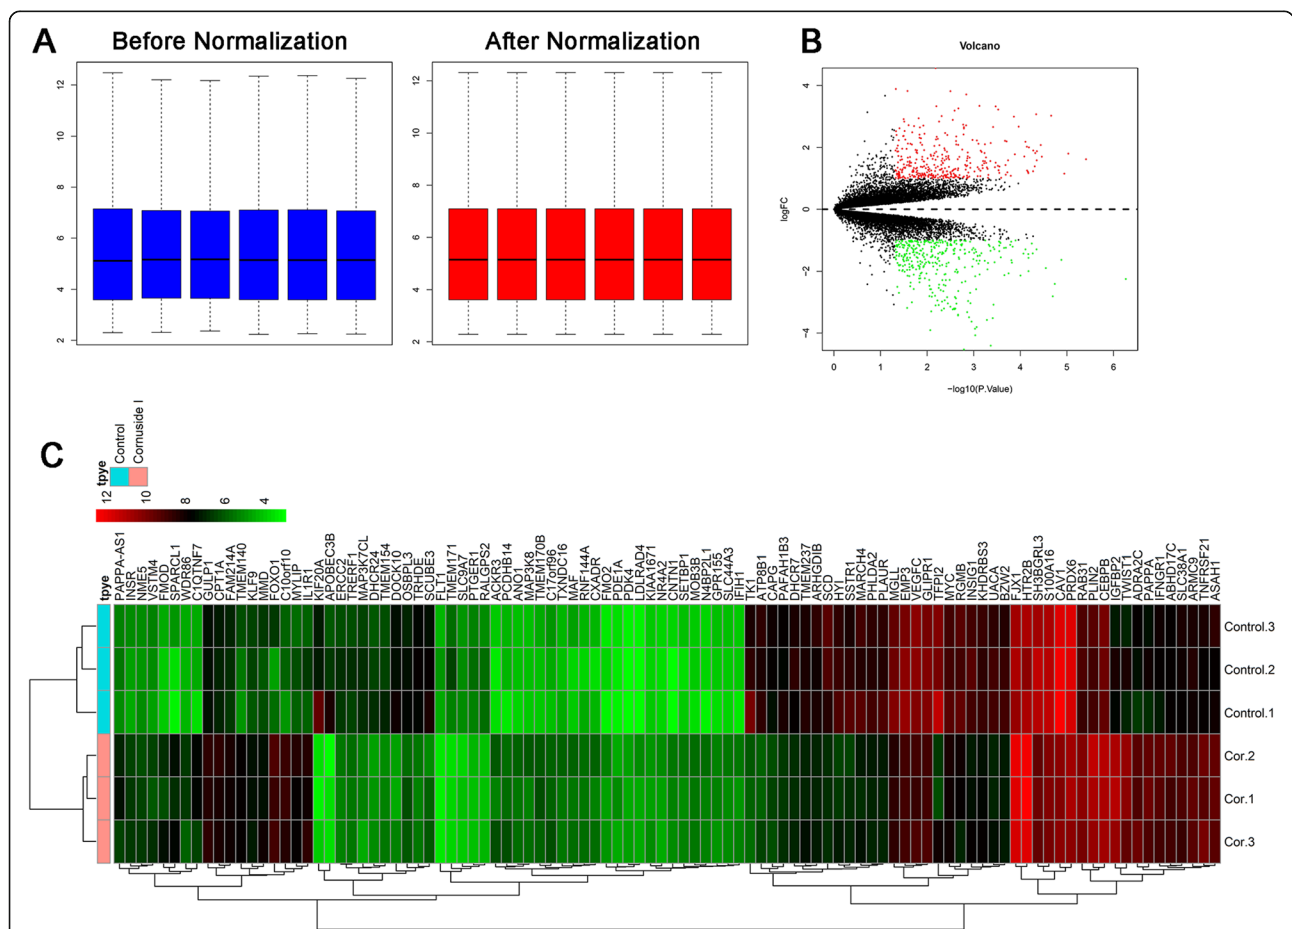 A
Before Normalization
After Normalization
12
10
8
6
4
2
12
10
8
6
4
2
B
Volcano
4
2
0
−2
−4
logFC
0
1
2
3
4
5
6
−log10(P.Value)
C
tpye
Control
Cornuside I
12
10
8
6
4
tpye
PAPPA-AS1
INSR
NME5
VSTM4
FMOD
SPARCL1
WDR86
C1QTNF7
GULP1
CPT1A
FAM214A
TMEM140
KLF9
MMD
FOXO1
C10orf10
MYLIP
IL1R1
KIF20A
APOBEC3B
ERCC2
TRERF1
MAP3K7CL
DHCR24
TMEM154
DOCK10
OSBPL3
TRHDE
SCUBE3
FLT1
TMEM171
SLC9A7
PTGER1
RALGPS2
ACKR3
PCDHB14
ANO1
MAP3K8
TMEM170B
C17orf96
TXNDC16
MAF
RNF144A
CXADR
FMO2
PDE1A
PDK4
LDLRAD4
KIAA1671
NR4A2
CNN1
SETBP1
MOB3B
N4BP2L1
GPR155
SLC44A3
IFIH1
TK1
ATP8B1
CAPG
PAFAH1B3
DHCR7
TMEM237
ARHGDIB
SCD
HYI
SSTR1
MARCH4
PHLDA2
PLAUR
MGLL
EMP3
VEGFC
GLIPR1
TFPI2
MYC
RGMB
INSIG1
KHDRBS3
UACA
BZW2
FJX1
HTR2B
SH3BGRL3
S100A16
CAV1
PRDX6
RAB31
PLIN2
CEBPB
IGFBP2
TWIST1
ADRA2C
PAPPA
IFNGR1
ABHD17C
SLC38A1
ARMC9
TNFRSF21
ASAH1
Control.3
Control.2
Control.1
Cor.2
Cor.1
Cor.3